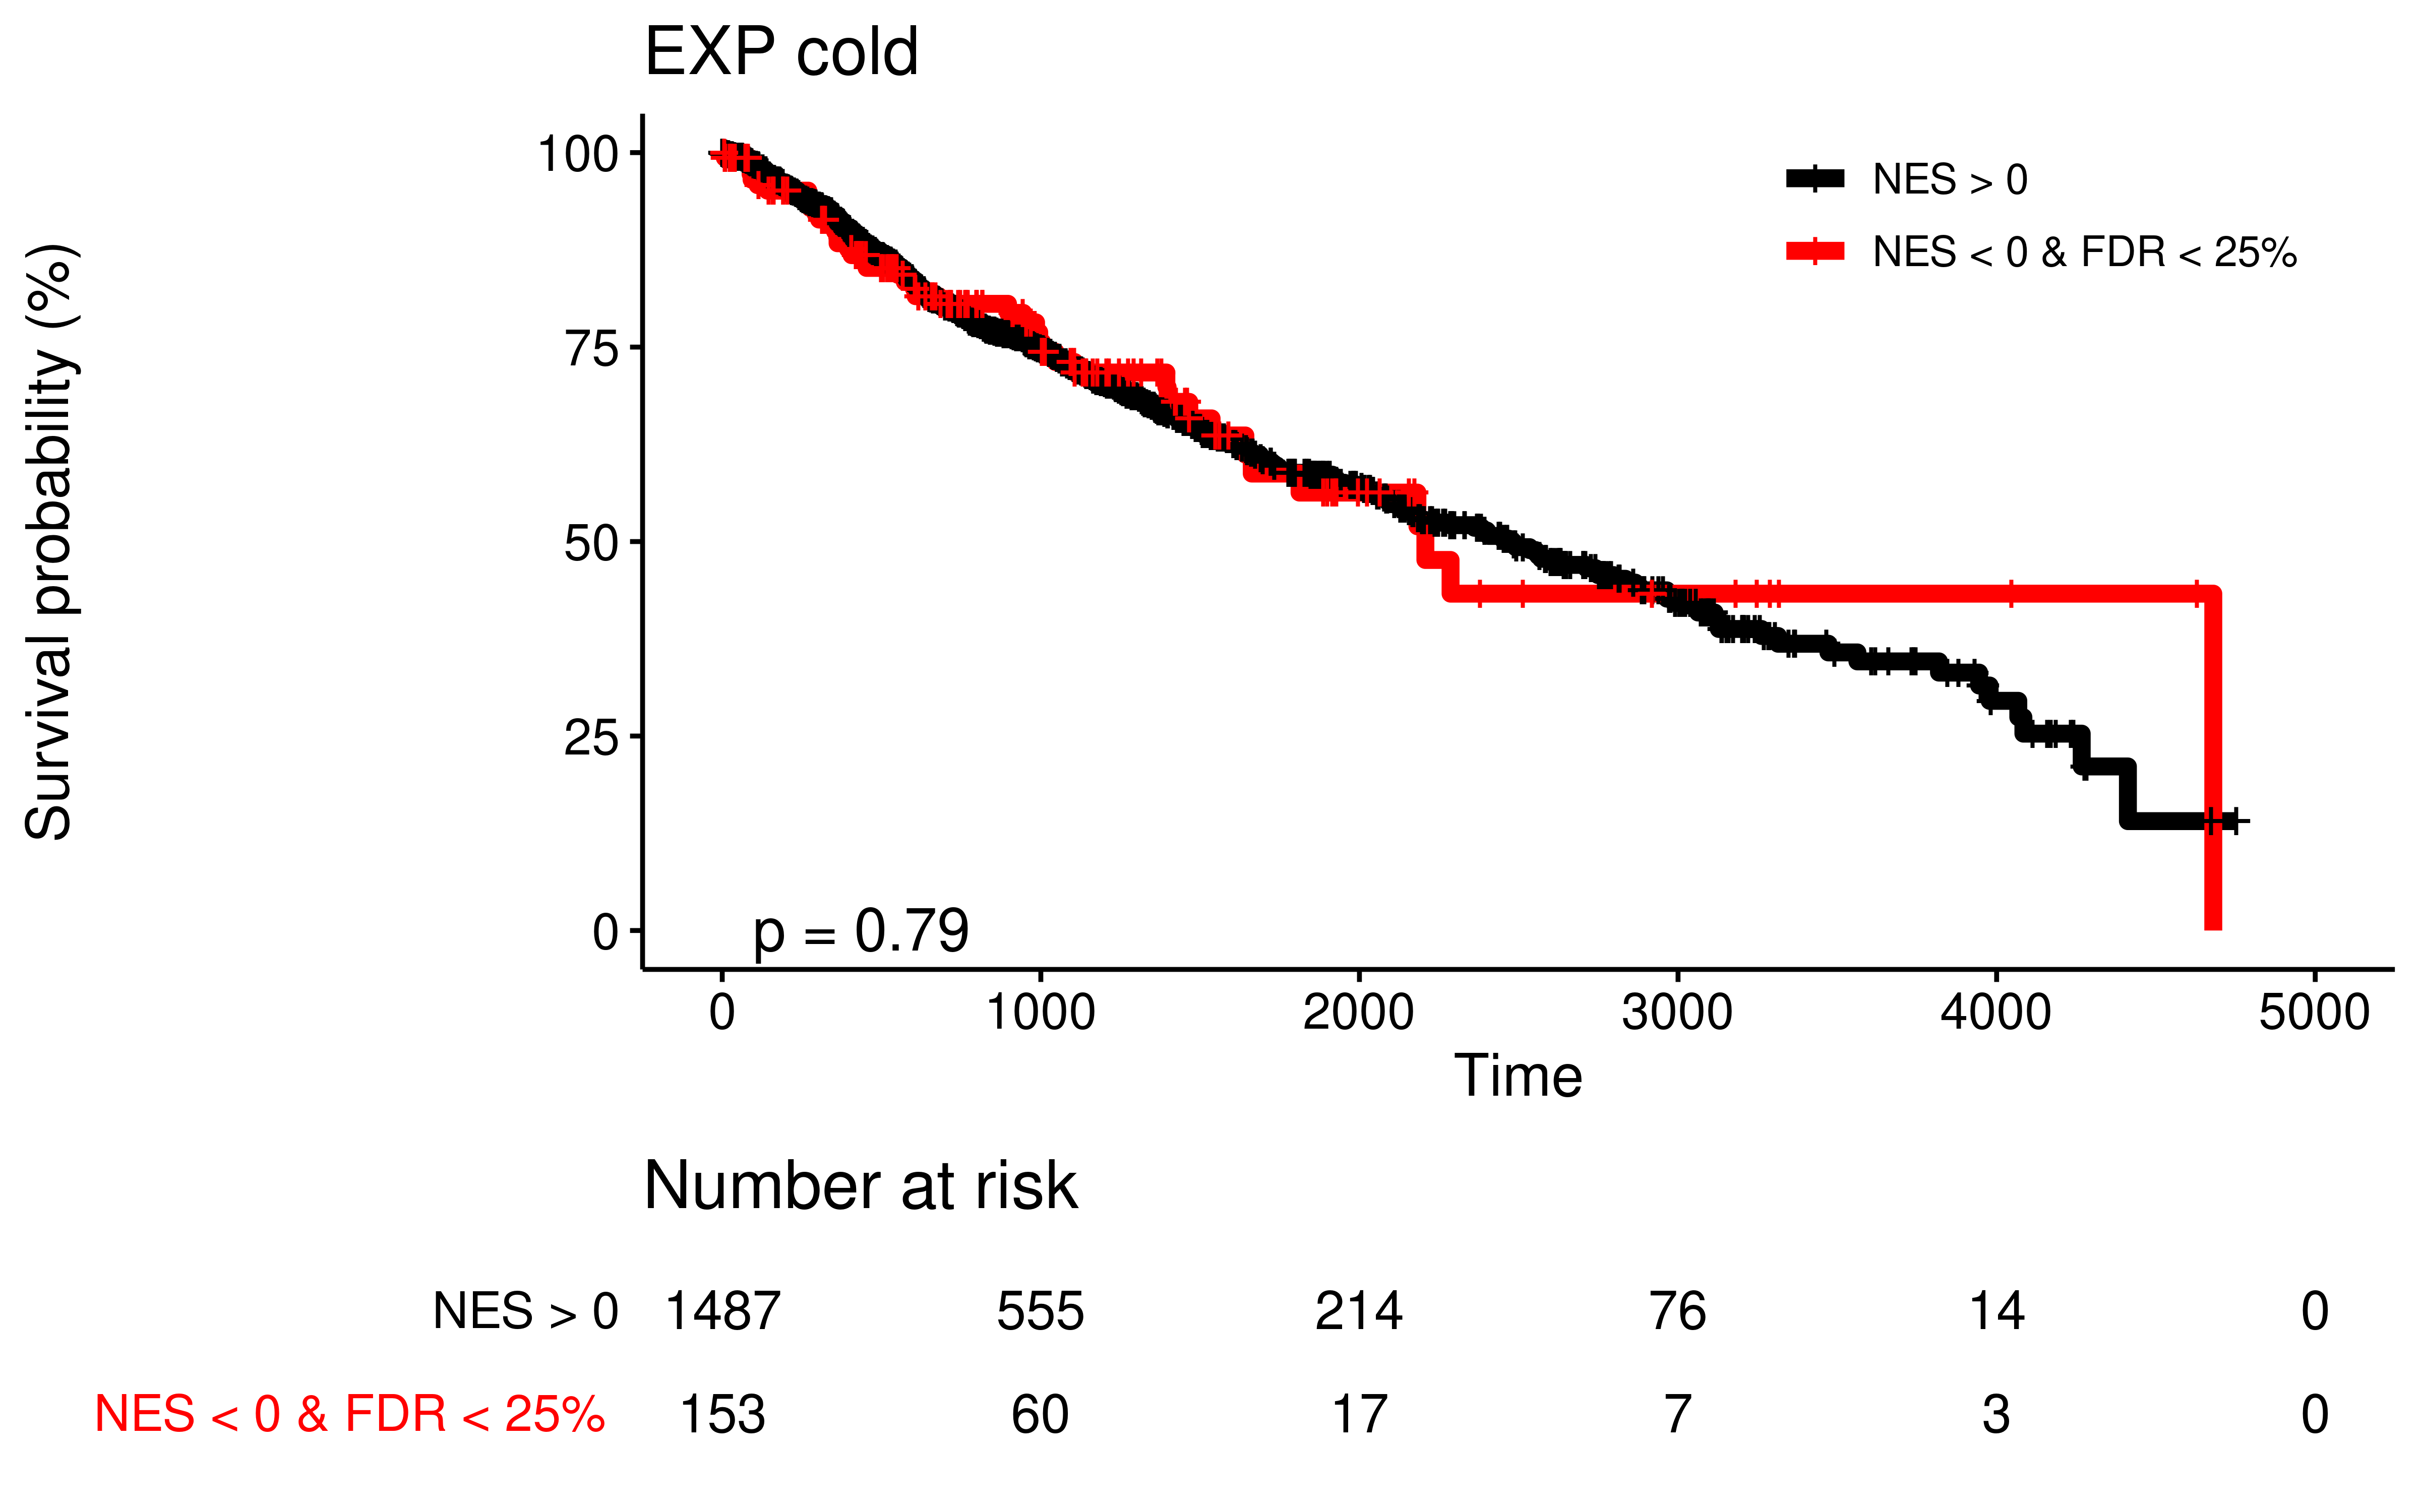 EXP cold
Survival probability (%)
100
75
50
25
0
NES > 0
NES < 0 & FDR < 25%
p = 0.79
0 1000 2000 3000 4000 5000
Time
Number at risk
NES > 0 1487 555 214 76 14 0
NES < 0 & FDR < 25% 153 60 17 7 3 0